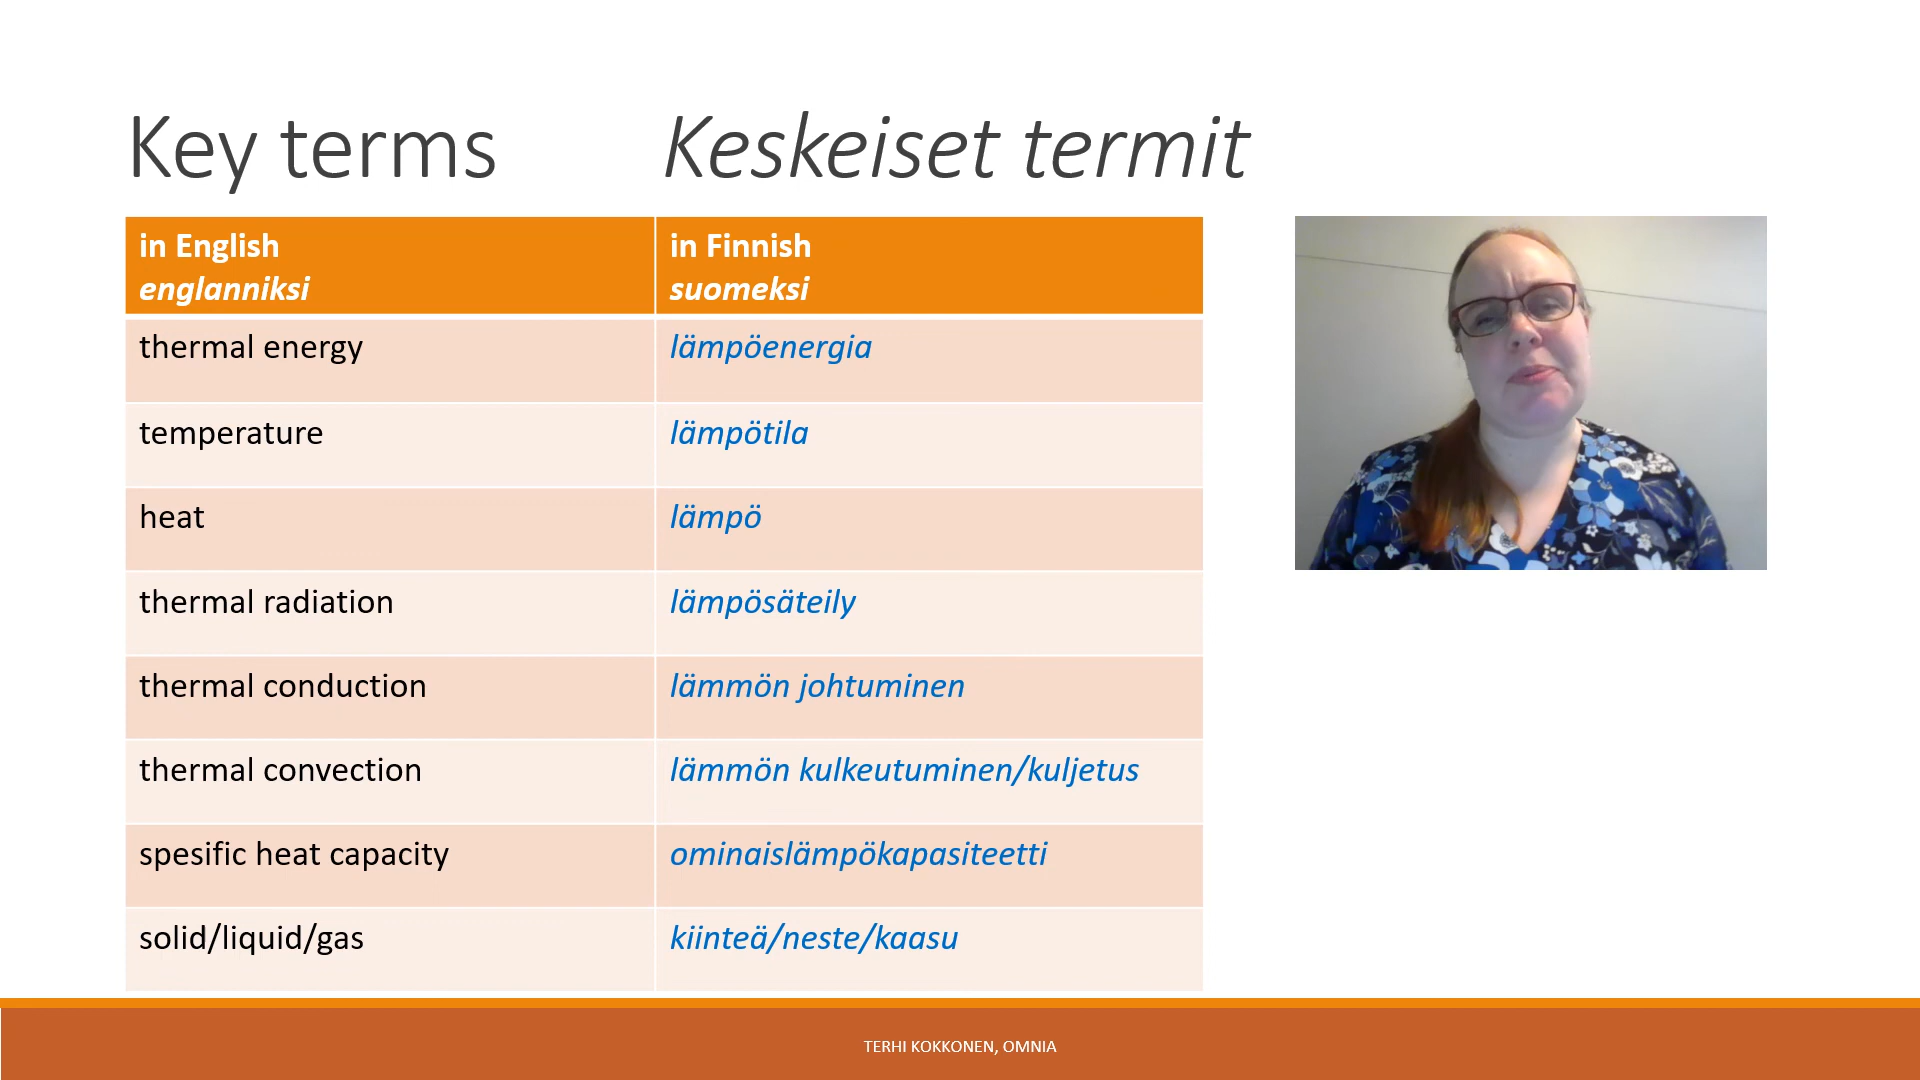 Key terms Keskeiset termit
in English in Finnish
englanniksi suomeksi
thermal energy lämpöenergia
temperature lämpötila
heat lämpö
thermal radiation lämpösäteily
thermal conduction lämmön johtuminen
thermal convection lämmön kulkeutuminen/kuljetus
spesific heat capacity ominaislämpökapasiteetti
solid/liquid/gas kiinteä/neste/kaasu
TERHI KOKKONEN, OMNIA